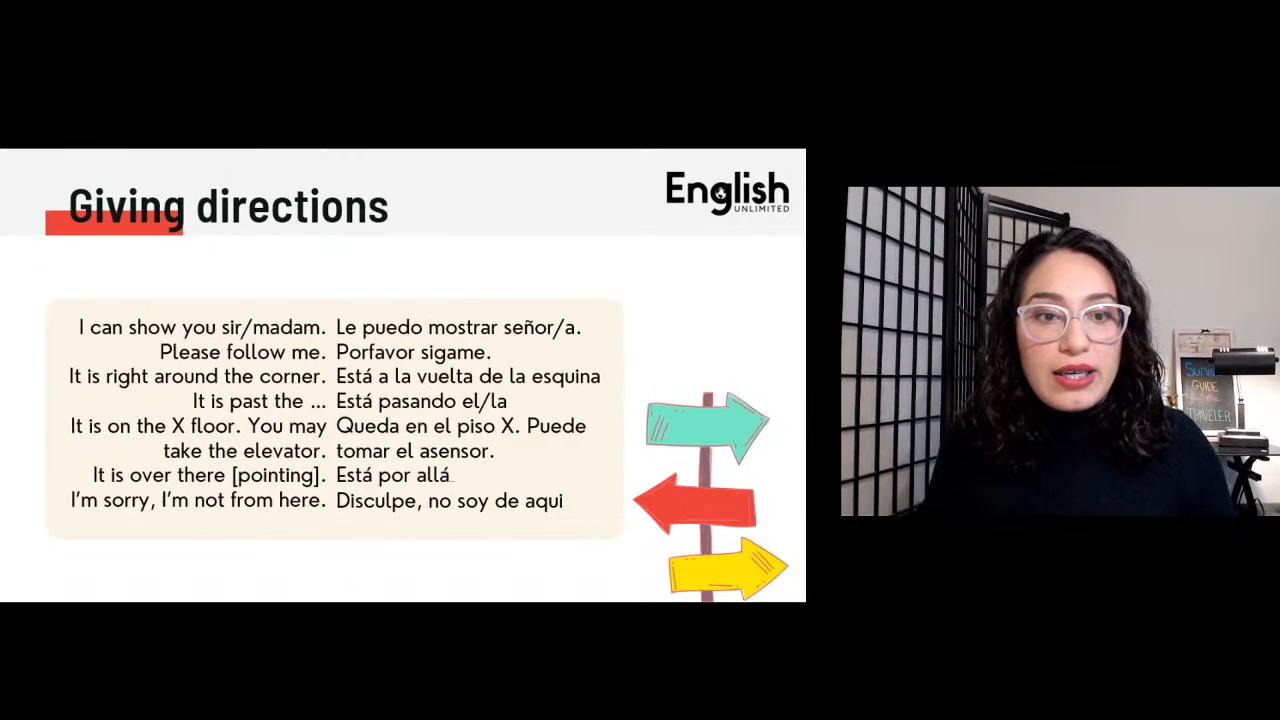 Giving directions
English
UNLIMITED
I can show you sir/madam. Le puedo mostrar señor/a.
Please follow me. Porfavor sigame.
It is right around the corner. Está a la vuelta de la esquina
It is past the ... Está pasando el/la
It is on the X floor. You may Queda en el piso X. Puede
take the elevator. tomar el asensor.
It is over there [pointing]. Está por allá..
I'm sorry, I'm not from here. Disculpe, no soy de aqui
GUIDE
TRAVELER